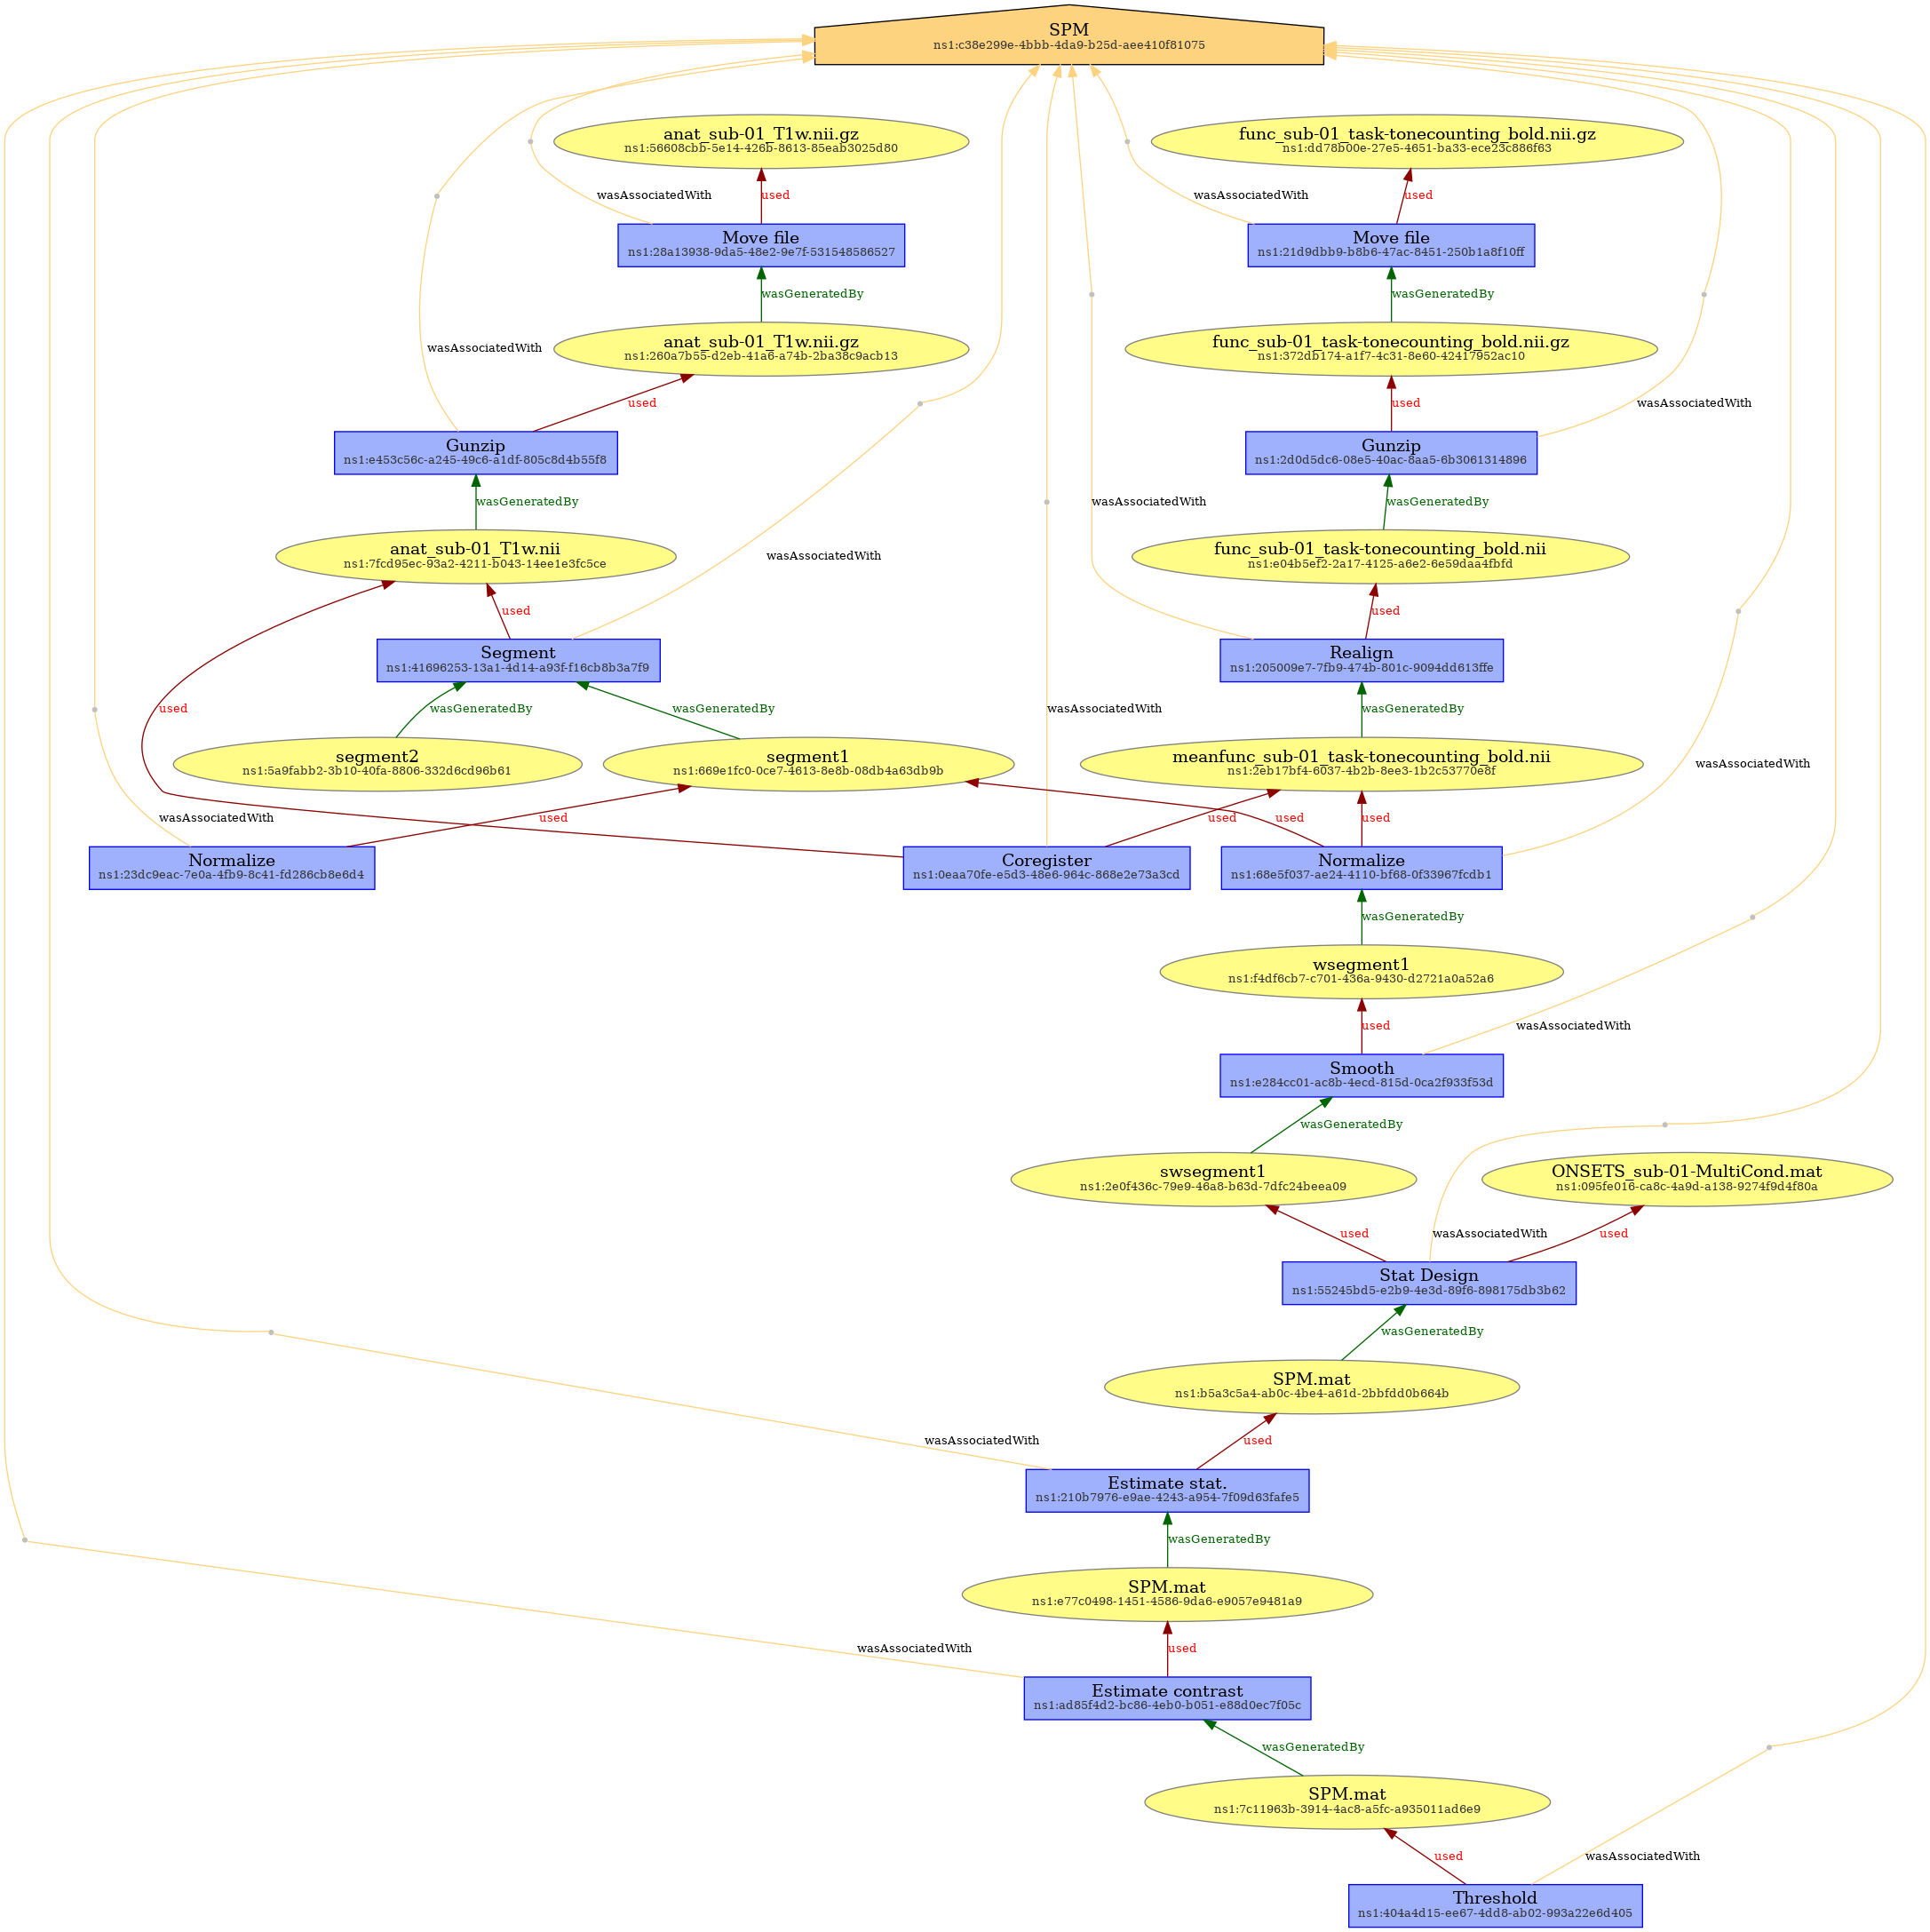 SPM
ns1:c38e299e-4bbb-4da9-b25d-aee410f81075
anat_sub-01_T1w.nii.gz
ns1:56608cbb-5e14-426b-8613-85eab3025d80
func_sub-01_task-tonecounting_bold.nii.gz
ns1:dd78b00e-27e5-4651-ba33-ece23c886f63
wasAssociatedWith
used
wasAssociatedWith
used
Move file
ns1:28a13938-9da5-48e2-9e7f-531548586527
Move file
ns1:21d9dbb9-b8b6-47ac-8451-250b1a8f10ff
wasGeneratedBy
wasGeneratedBy
wasAssociatedWith
anat_sub-01_T1w.nii.gz
ns1:260a7b55-d2eb-41a6-a74b-2ba38c9acb13
func_sub-01_task-tonecounting_bold.nii.gz
ns1:372db174-a1f7-4c31-8e60-42417952ac10
used
used
wasAssociatedWith
Gunzip
ns1:e453c56c-a245-49c6-a1df-805c8d4b55f8
Gunzip
ns1:2d0d5dc6-08e5-40ac-8aa5-6b3061314896
wasGeneratedBy
wasAssociatedWith
wasGeneratedBy
anat_sub-01_T1w.nii
ns1:7fcd95ec-93a2-4211-b043-14ee1e3fc5ce
wasAssociatedWith
func_sub-01_task-tonecounting_bold.nii
ns1:e04b5ef2-2a17-4125-a6e2-6e59daa4fbfd
used
used
Segment
ns1:41696253-13a1-4d14-a93f-f16cb8b3a7f9
Realign
ns1:205009e7-7fb9-474b-801c-9094dd613ffe
used
wasGeneratedBy
wasGeneratedBy
wasAssociatedWith
wasGeneratedBy
segment2
ns1:5a9fabb2-3b10-40fa-8806-332d6cd96b61
segment1
ns1:669e1fc0-0ce7-4613-8e8b-08db4a63db9b
meanfunc_sub-01_task-tonecounting_bold.nii
ns1:2eb17bf4-6037-4b2b-8ee3-1b2c53770e8f
wasAssociatedWith
wasAssociatedWith
used
used
used
used
Normalize
ns1:23dc9eac-7e0a-4fb9-8c41-fd286cb8e6d4
Coregister
ns1:0eaa70fe-e5d3-48e6-964c-868e2e73a3cd
Normalize
ns1:68e5f037-ae24-4110-bf68-0f33967fcdb1
wasGeneratedBy
wsegment1
ns1:f4df6cb7-c701-436a-9430-d2721a0a52a6
used
wasAssociatedWith
Smooth
ns1:e284cc01-ac8b-4ecd-815d-0ca2f933f53d
wasGeneratedBy
swsegment1
ns1:2e0f436c-79e9-46a8-b63d-7dfc24beea09
ONSETS_sub-01-MultiCond.mat
ns1:095fe016-ca8c-4a9d-a138-9274f9d4f80a
used
wasAssociatedWith
used
Stat Design
ns1:55245bd5-e2b9-4e3d-89f6-898175db3b62
wasGeneratedBy
SPM.mat
ns1:b5a3c5a4-ab0c-4be4-a61d-2bbfdd0b664b
wasAssociatedWith
used
Estimate stat.
ns1:210b7976-e9ae-4243-a954-7f09d63fafe5
wasGeneratedBy
SPM.mat
ns1:e77c0498-1451-4586-9da6-e9057e9481a9
wasAssociatedWith
used
Estimate contrast
ns1:ad85f4d2-bc86-4eb0-b051-e88d0ec7f05c
wasGeneratedBy
SPM.mat
ns1:7c11963b-3914-4ac8-a5fc-a935011ad6e9
used
wasAssociatedWith
Threshold
ns1:404a4d15-ee67-4dd8-ab02-993a22e6d405